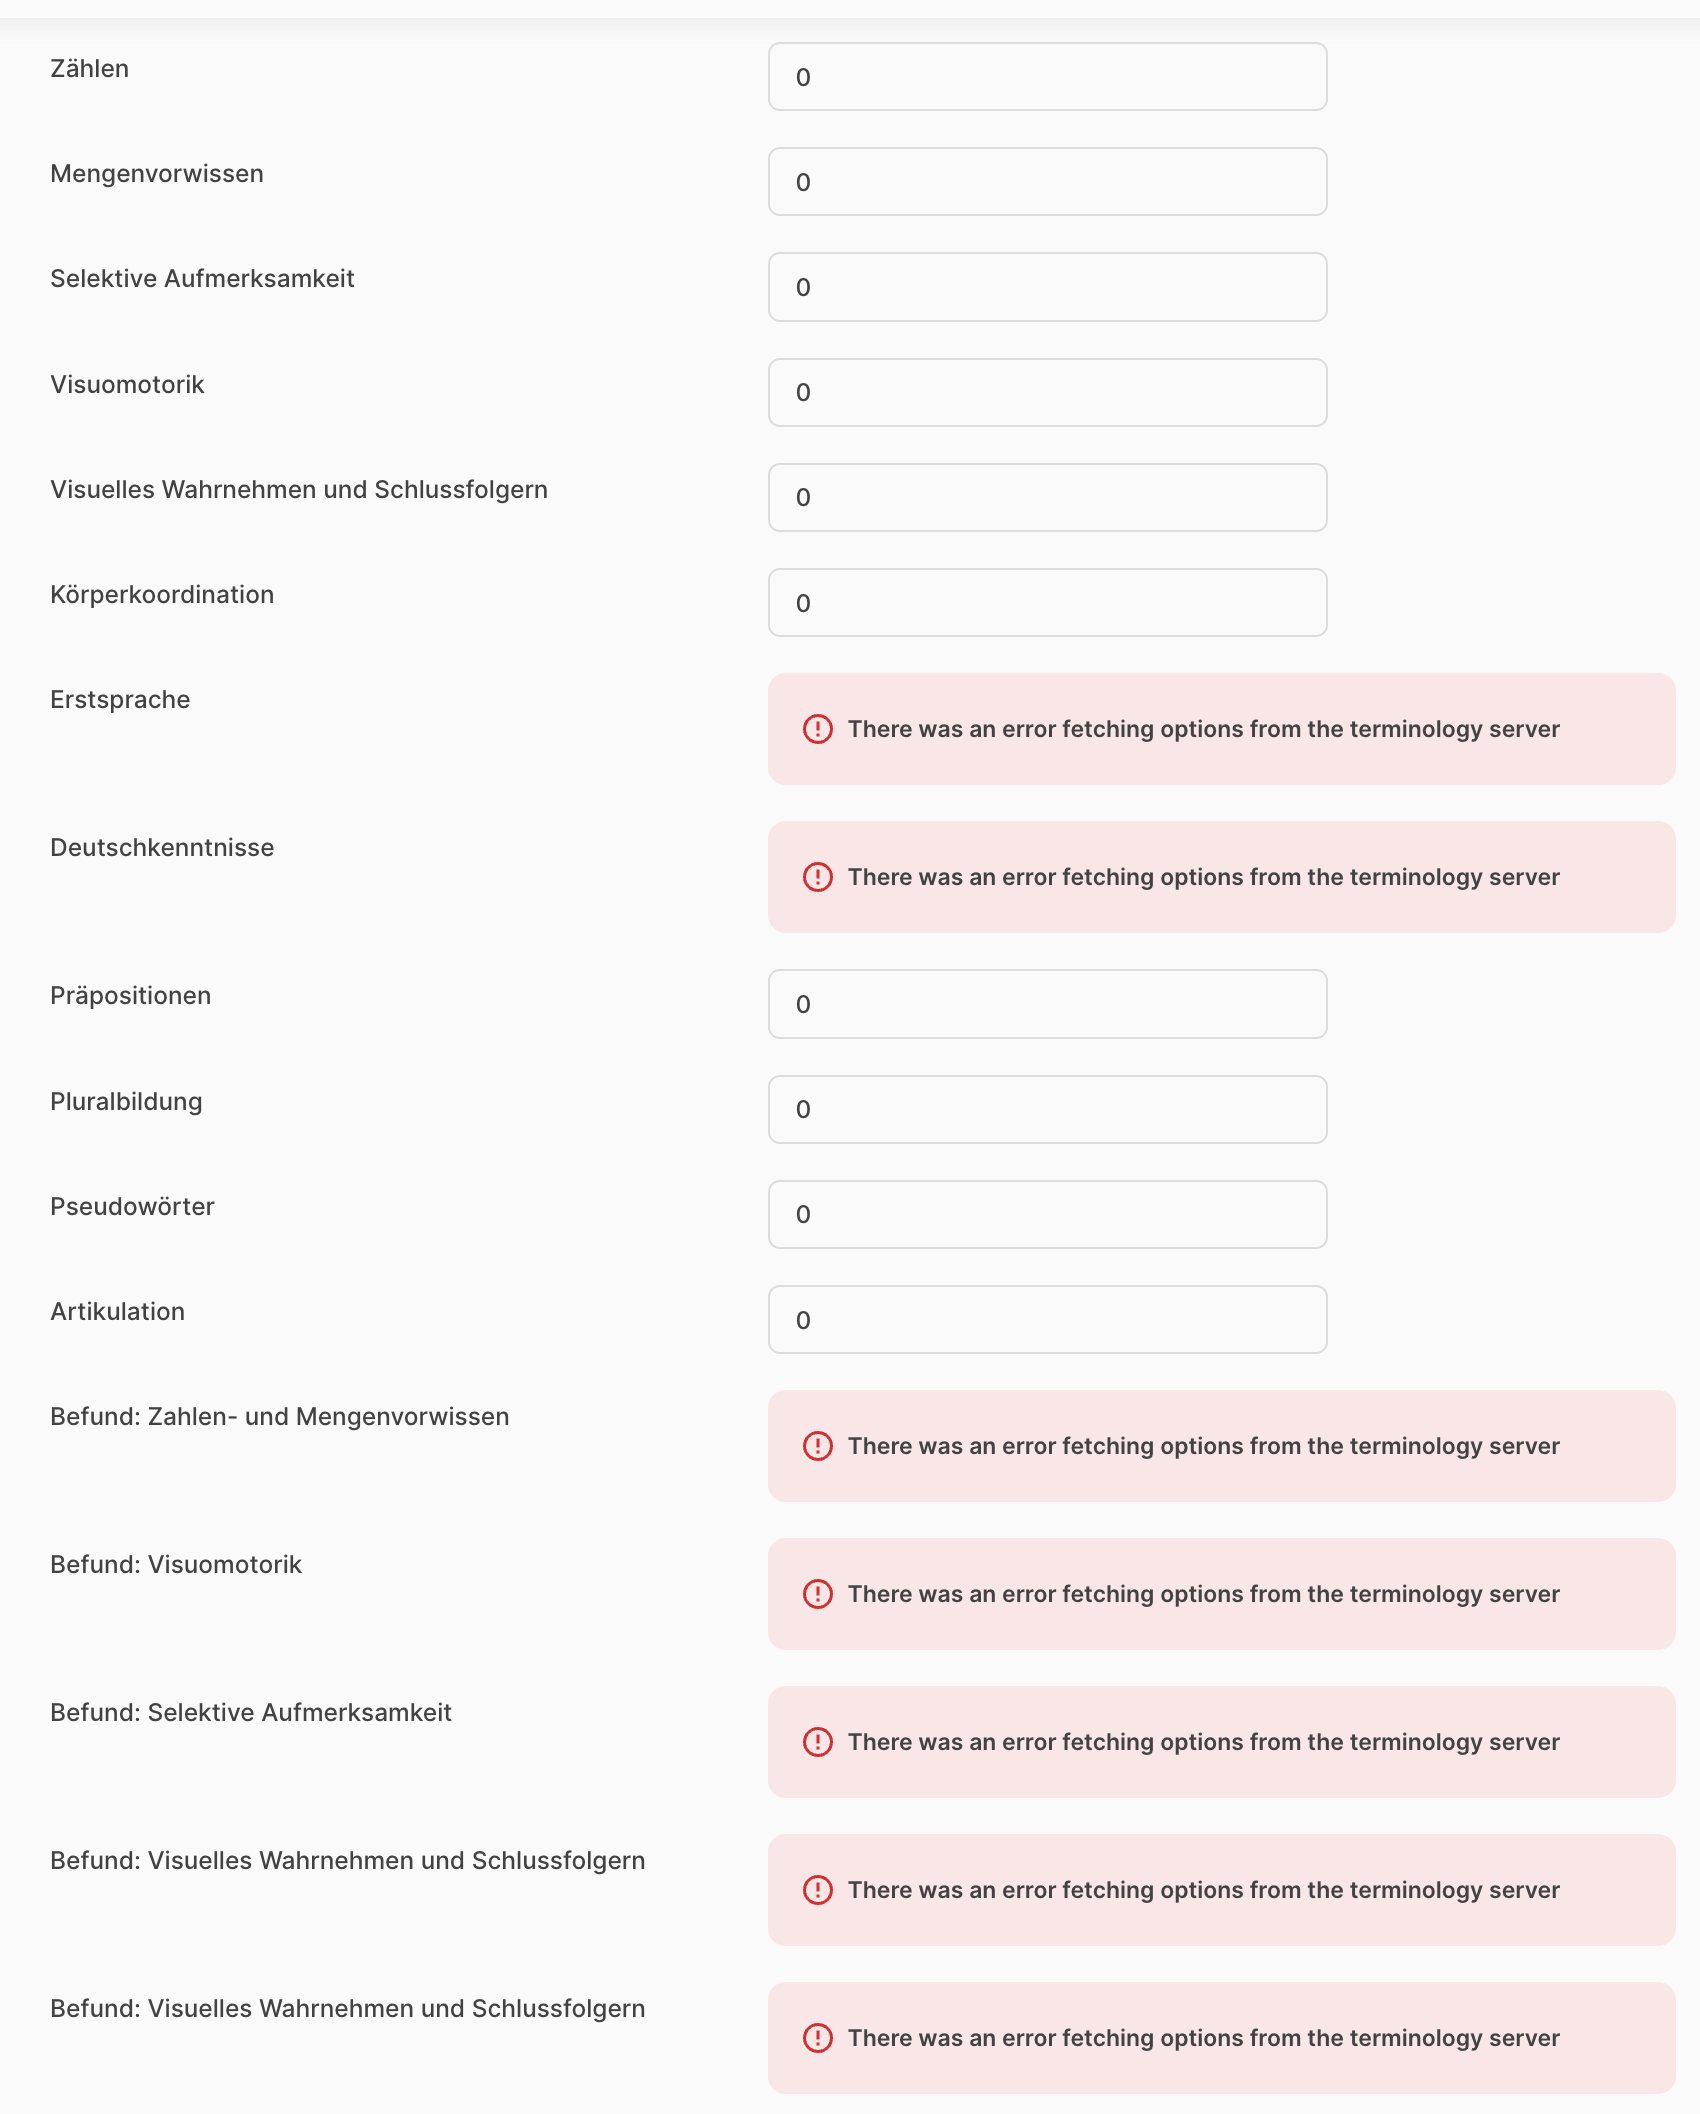 Zählen
0
Mengenvorwissen
0
Selektive Aufmerksamkeit
0
Visuomotorik
0
Visuelles Wahrnehmen und Schlussfolgern
0
Körperkoordination
0
Erstsprache
There was an error fetching options from the terminology server
Deutschkenntnisse
There was an error fetching options from the terminology server
Präpositionen
0
Pluralbildung
0
Pseudowörter
0
Artikulation
0
Befund: Zahlen- und Mengenvorwissen
There was an error fetching options from the terminology server
Befund: Visuomotorik
There was an error fetching options from the terminology server
Befund: Selektive Aufmerksamkeit
There was an error fetching options from the terminology server
Befund: Visuelles Wahrnehmen und Schlussfolgern
There was an error fetching options from the terminology server
Befund: Visuelles Wahrnehmen und Schlussfolgern
There was an error fetching options from the terminology server